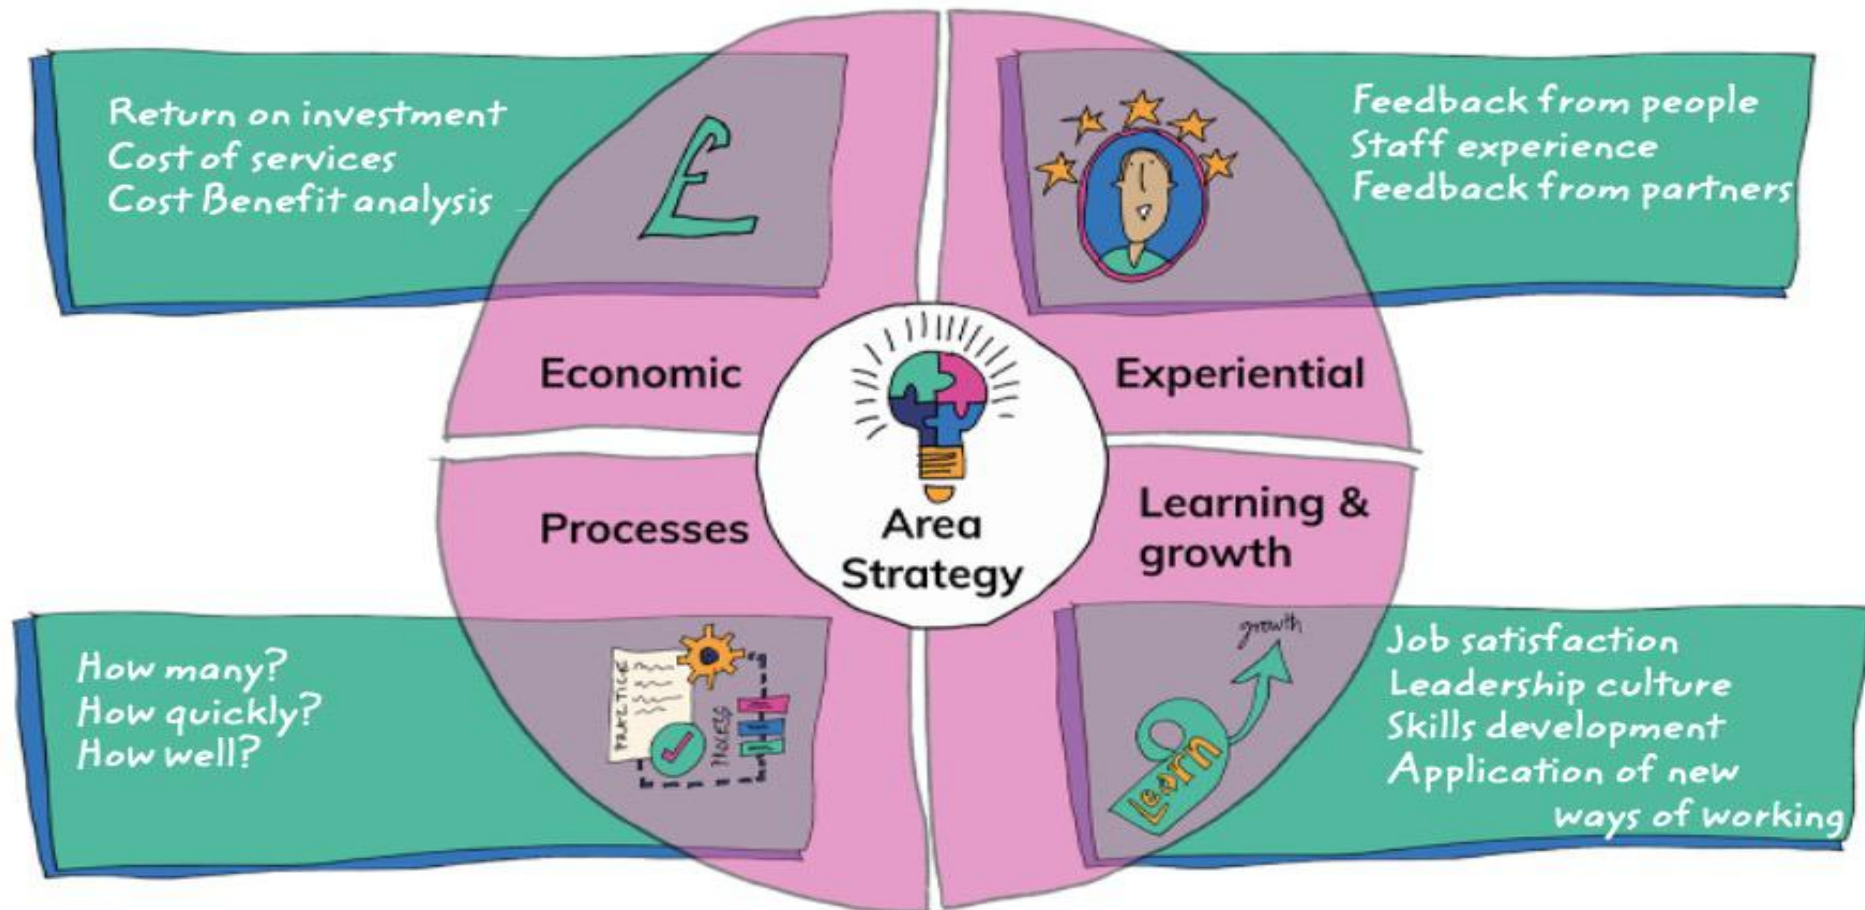 Return on investment
Cost of services
Cost Benefit analysis
£
Economic
Feedback from people
Staff experience
Feedback from partners
Experiential
Area
Strategy
Processes
How many?
How quickly?
How well?
PRACTICE
PROCESS
Learning &
growth
growth
Learn
Job satisfaction
Leadership culture
Skills development
Application of new
ways of working